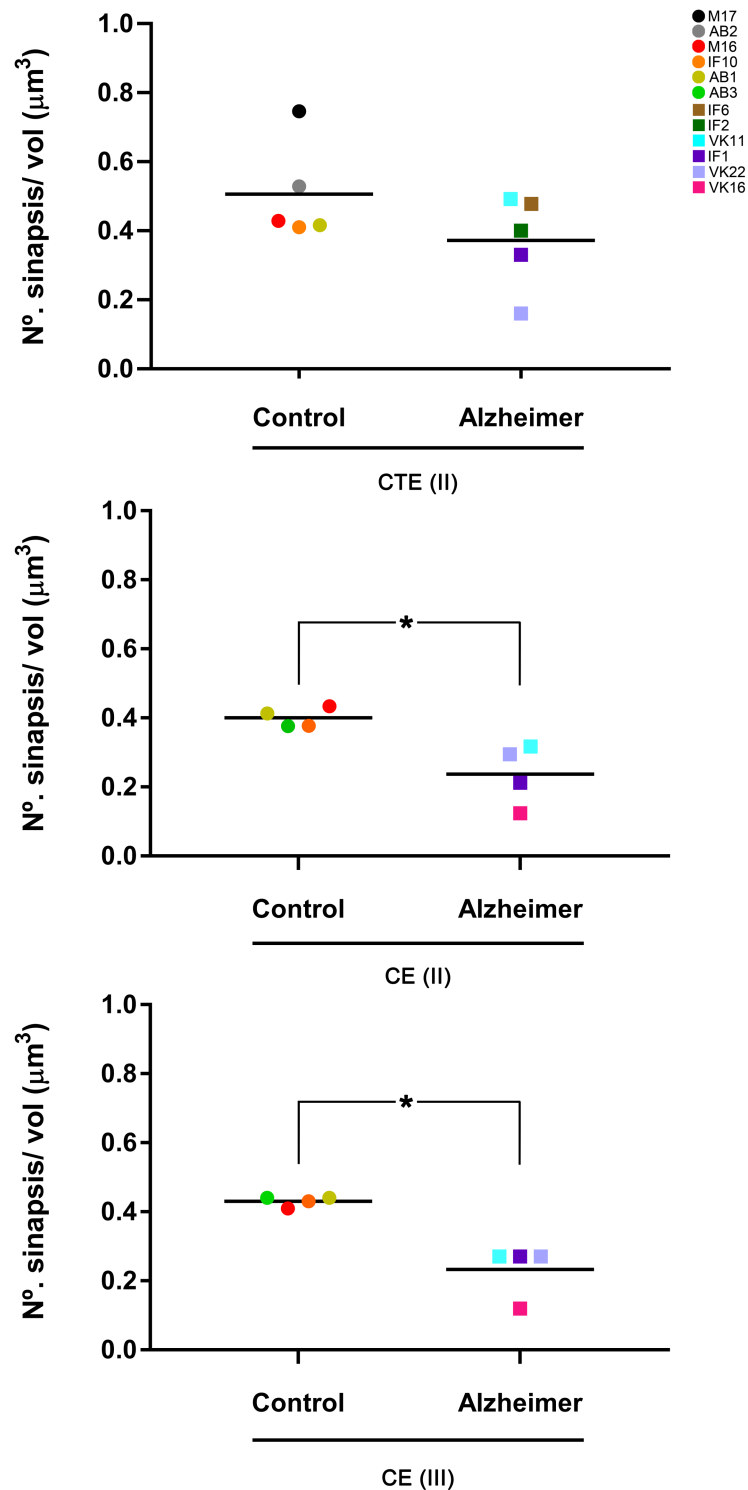 M17
AB2
M16
IF10
AB1
AB3
IF6
IF2
VK11
IF1
VK22
VK16
Nº. sinapsis/ vol (μm³)
1.0
0.8
0.6
0.4
0.2
0.0
Control Alzheimer
CTE (II)
Nº. sinapsis/ vol (μm³)
1.0
0.8
0.6
0.4
0.2
0.0
*
Control Alzheimer
CE (II)
Nº. sinapsis/ vol (μm³)
1.0
0.8
0.6
0.4
0.2
0.0
*
Control Alzheimer
CE (III)